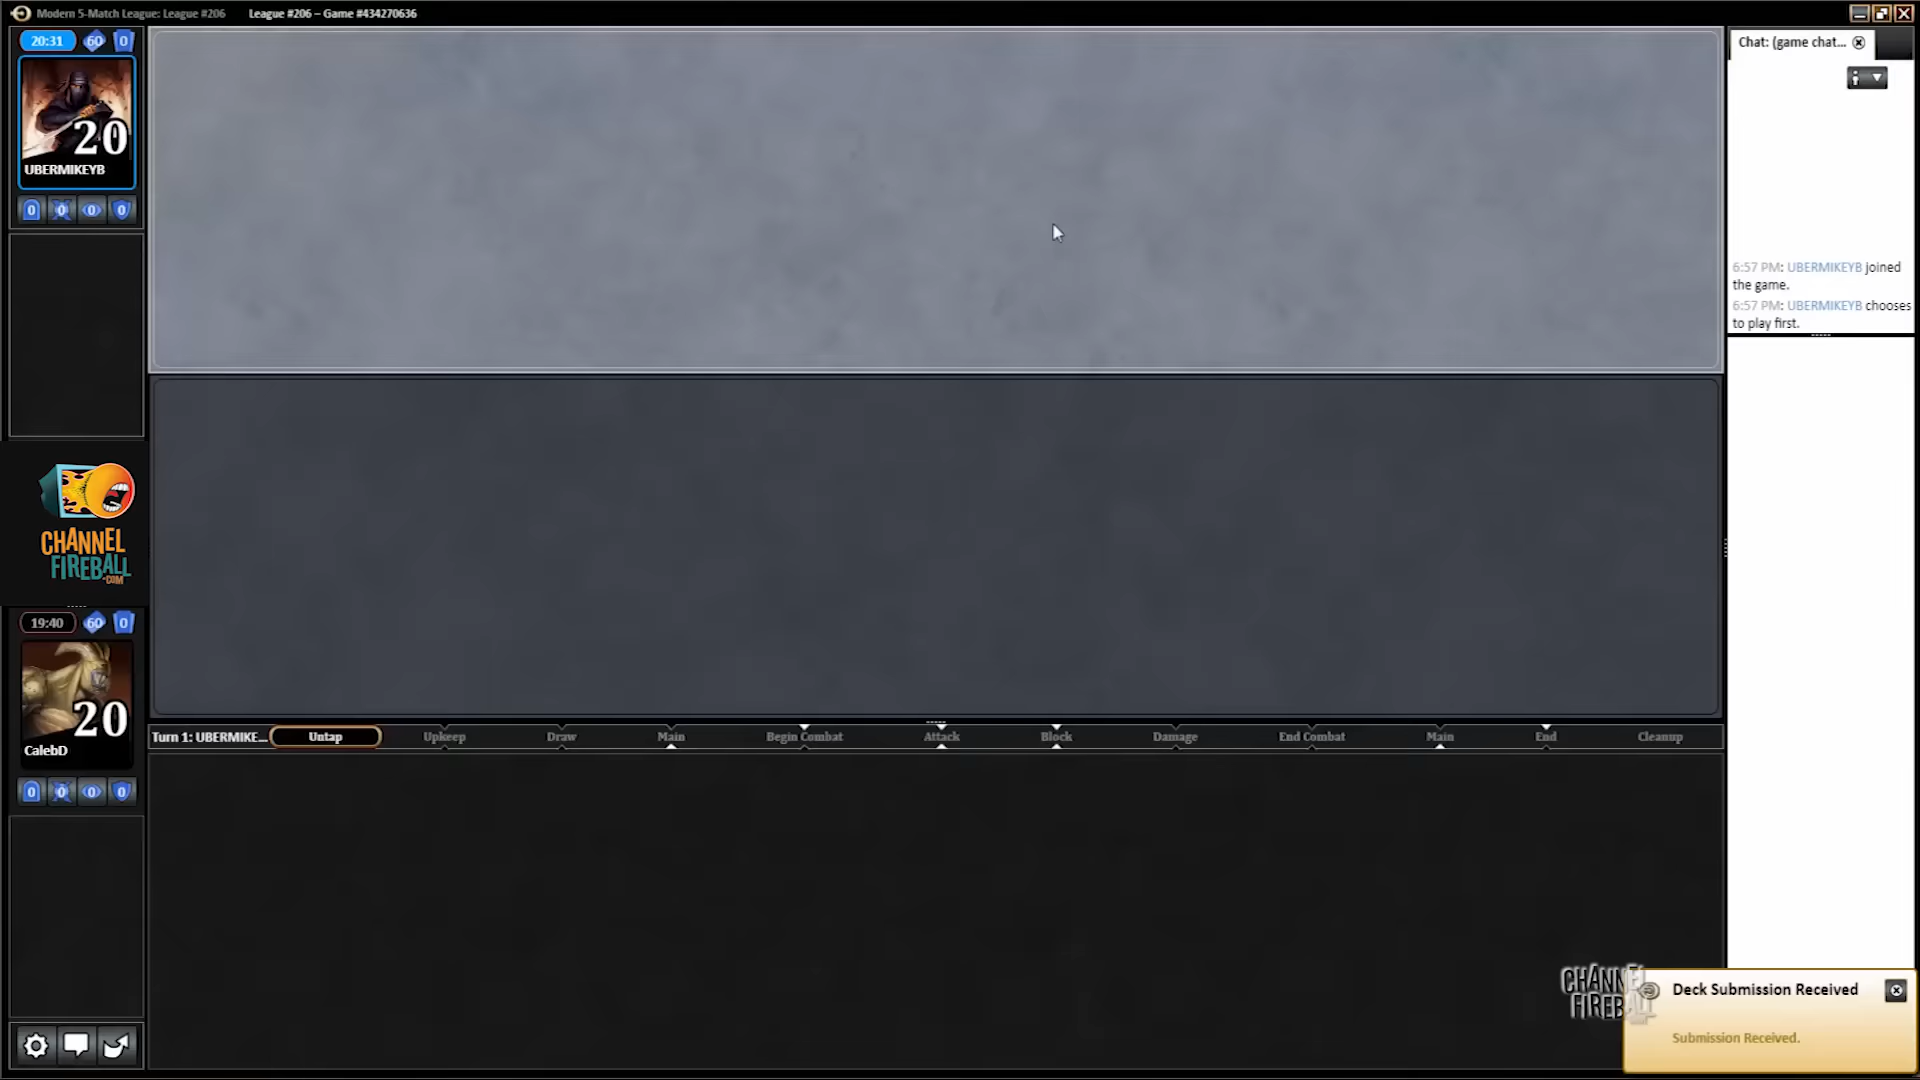 Modern 5-Match League: League #206 League #206 – Game #434270636
20:31 60 0
20
UBERMIKEYB
0 0 0 0
Chat: (game chat...
6:57 PM: UBERMIKEYB joined
the game.
6:57 PM: UBERMIKEYB chooses
to play first.
CHANNEL
FIREBALL
.COM
19:40 60 0
20
CalebD
0 0 0 0
Turn 1: UBERMIKE... Untap Upkeep Draw Main Begin Combat Attack Block Damage End Combat Main End Cleanup
CHANNEL
FIREBALL
Deck Submission Received
Submission Received.